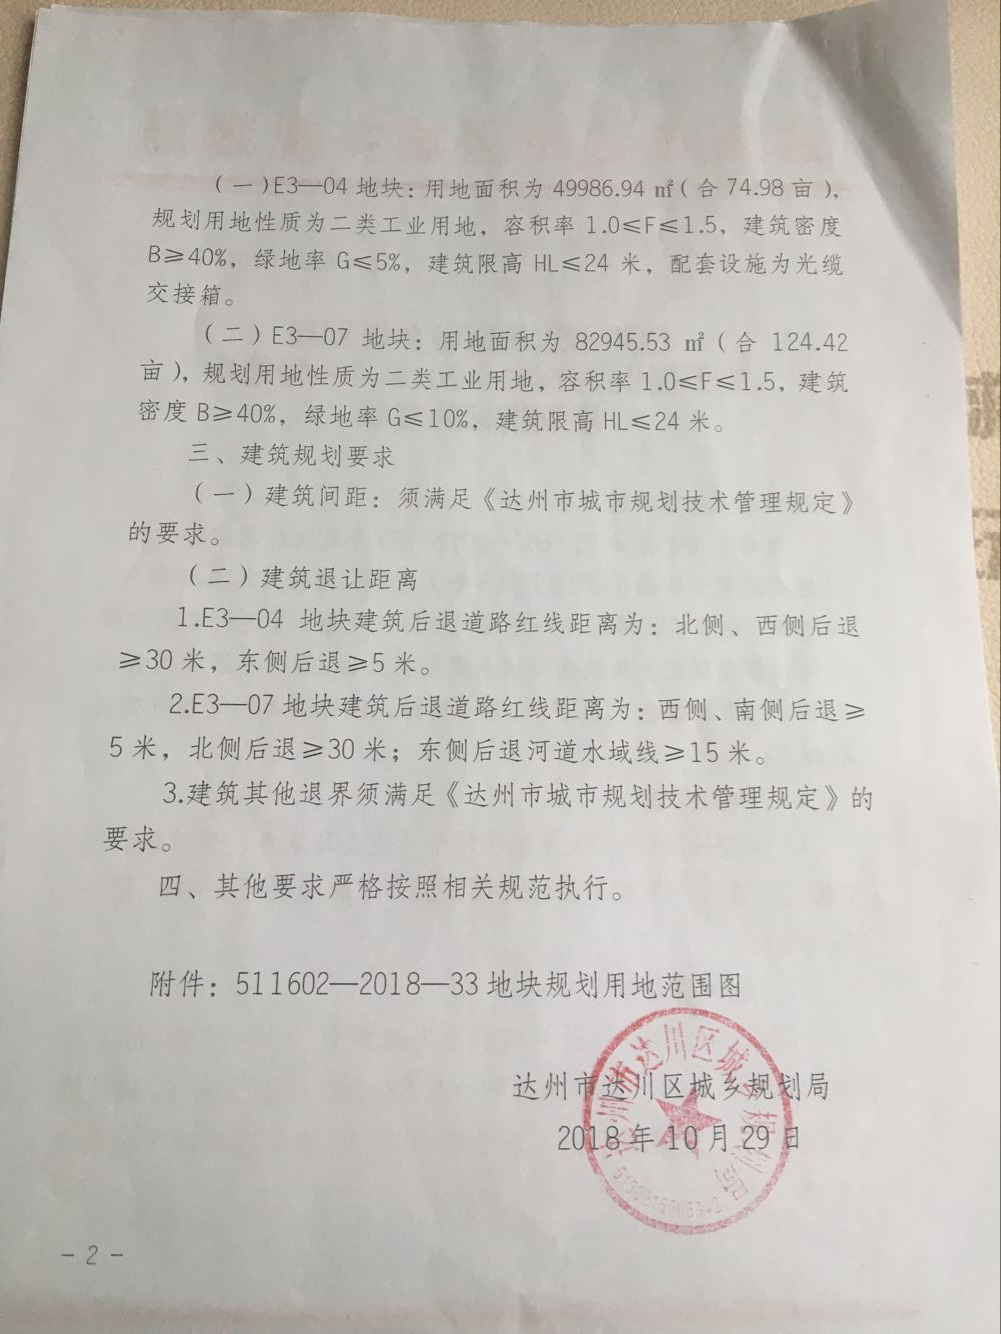 （一）E3—04 地块：用地面积为 49986.94 ㎡（合 74.98 亩），
规划用地性质为二类工业用地，容积率 1.0≤F≤1.5，建筑密度
B≥40%，绿地率 G≤5%，建筑限高 HL≤24 米，配套设施为光缆
交接箱。
（二）E3—07 地块：用地面积为 82945.53 ㎡（合 124.42
亩），规划用地性质为二类工业用地，容积率 1.0≤F≤1.5，建筑
密度 B≥40%，绿地率 G≤10%，建筑限高 HL≤24 米。
三、建筑规划要求
（一）建筑间距：须满足《达州市城市规划技术管理规定》
的要求。
（二）建筑退让距离
1.E3—04 地块建筑后退道路红线距离为：北侧、西侧后退
≥30 米，东侧后退≥5 米。
2.E3—07 地块建筑后退道路红线距离为：西侧、南侧后退≥
5 米，北侧后退≥30 米；东侧后退河道水域线≥15 米。
3.建筑其他退界须满足《达州市城市规划技术管理规定》的
要求。
四、其他要求严格按照相关规范执行。
附件：511602—2018—33 地块规划用地范围图
达州市达川区城乡规划局
2018 年 10 月 29 日
达州市达川区城乡规划局
- 2 -